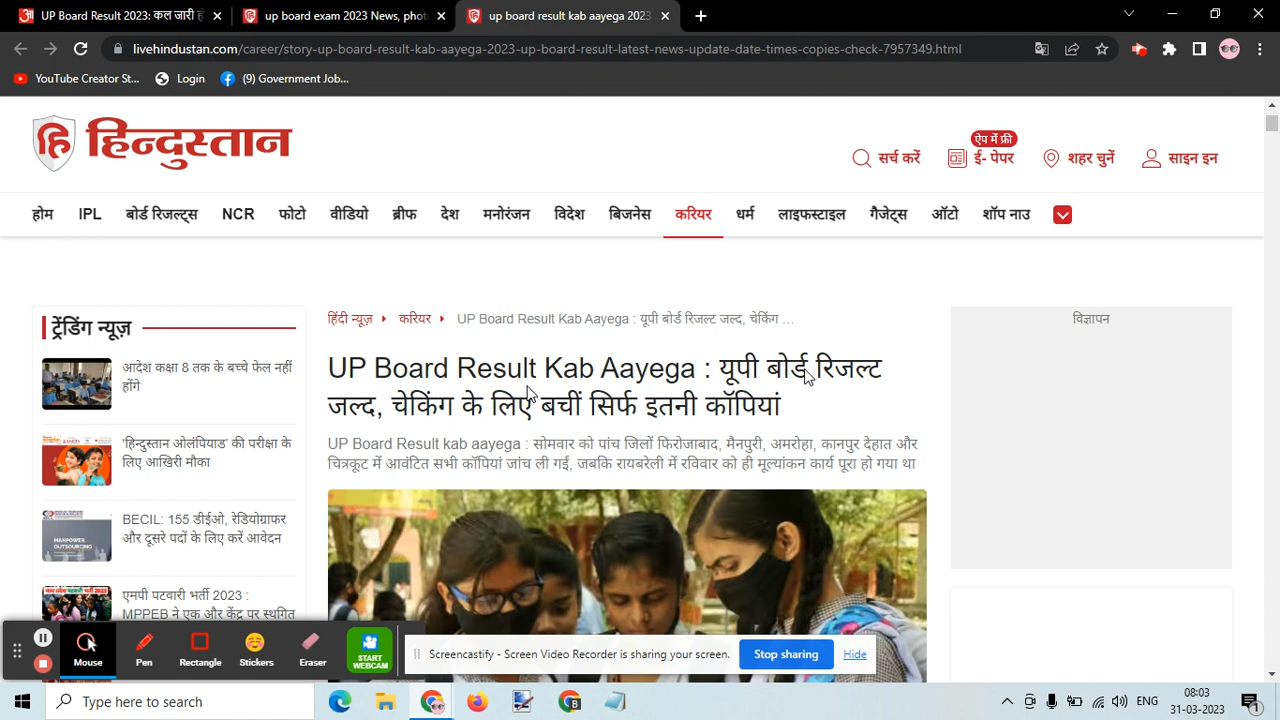 UP Board Result 2023: कल जारी ह
up board exam 2023 News, phot
up board result kab aayega 2023
livehindustan.com/career/story-up-board-result-kab-aayega-2023-up-board-result-latest-news-update-date-times-copies-check-7957349.html
YouTube Creator St...
Login
(9) Government Job...
हि हिन्दुस्तान
सर्च करें
ऐप में फ्री
ई- पेपर
शहर चुनें
साइन इन
होम IPL बोर्ड रिजल्ट्स NCR फोटो वीडियो ब्रीफ देश मनोरंजन विदेश बिजनेस करियर धर्म लाइफस्टाइल गैजेट्स ऑटो शॉप नाउ
ट्रेंडिंग न्यूज़
आदेश कक्षा 8 तक के बच्चे फेल नहीं
होंगे
'हिन्दुस्तान ओलंपियाड' की परीक्षा के
लिए आखिरी मौका
BECIL: 155 डीईओ, रेडियोग्राफर
और दूसरे पदों के लिए करें आवेदन
MANPOWER
OUTSOURCING
एमपी पटवारी भर्ती 2023 :
MPPEB ने एक और केंद्र पर स्थगित
हिंदी न्यूज़ करियर UP Board Result Kab Aayega : यूपी बोर्ड रिजल्ट जल्द, चेकिंग ...
UP Board Result Kab Aayega : यूपी बोर्ड रिजल्ट
जल्द, चेकिंग के लिए बचीं सिर्फ इतनी कॉपियां
UP Board Result kab aayega : सोमवार को पांच जिलों फिरोजाबाद, मैनपुरी, अमरोहा, कानपुर देहात और
चित्रकूट में आवंटित सभी कॉपियां जांच ली गईं, जबकि रायबरेली में रविवार को ही मूल्यांकन कार्य पूरा हो गया था
विज्ञापन
Mouse
Pen
Rectangle
Stickers
Eraser
START
WEBCAM
Screencastify - Screen Video Recorder is sharing your screen.
Stop sharing
Hide
Type here to search
ENG
08:03
31-03-2023